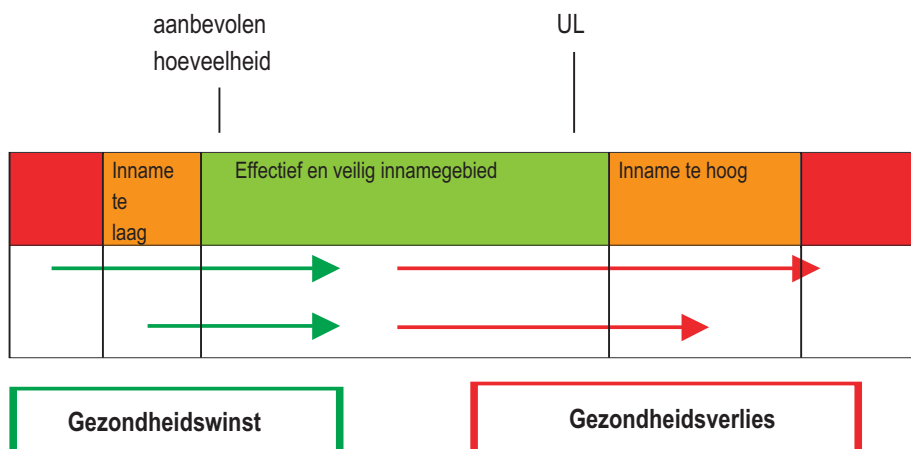 aanbevolen
hoeveelheid
UL
Inname
te
laag
Effectief en veilig innamegebied
Inname te hoog
Gezondheidswinst
Gezondheidsverlies